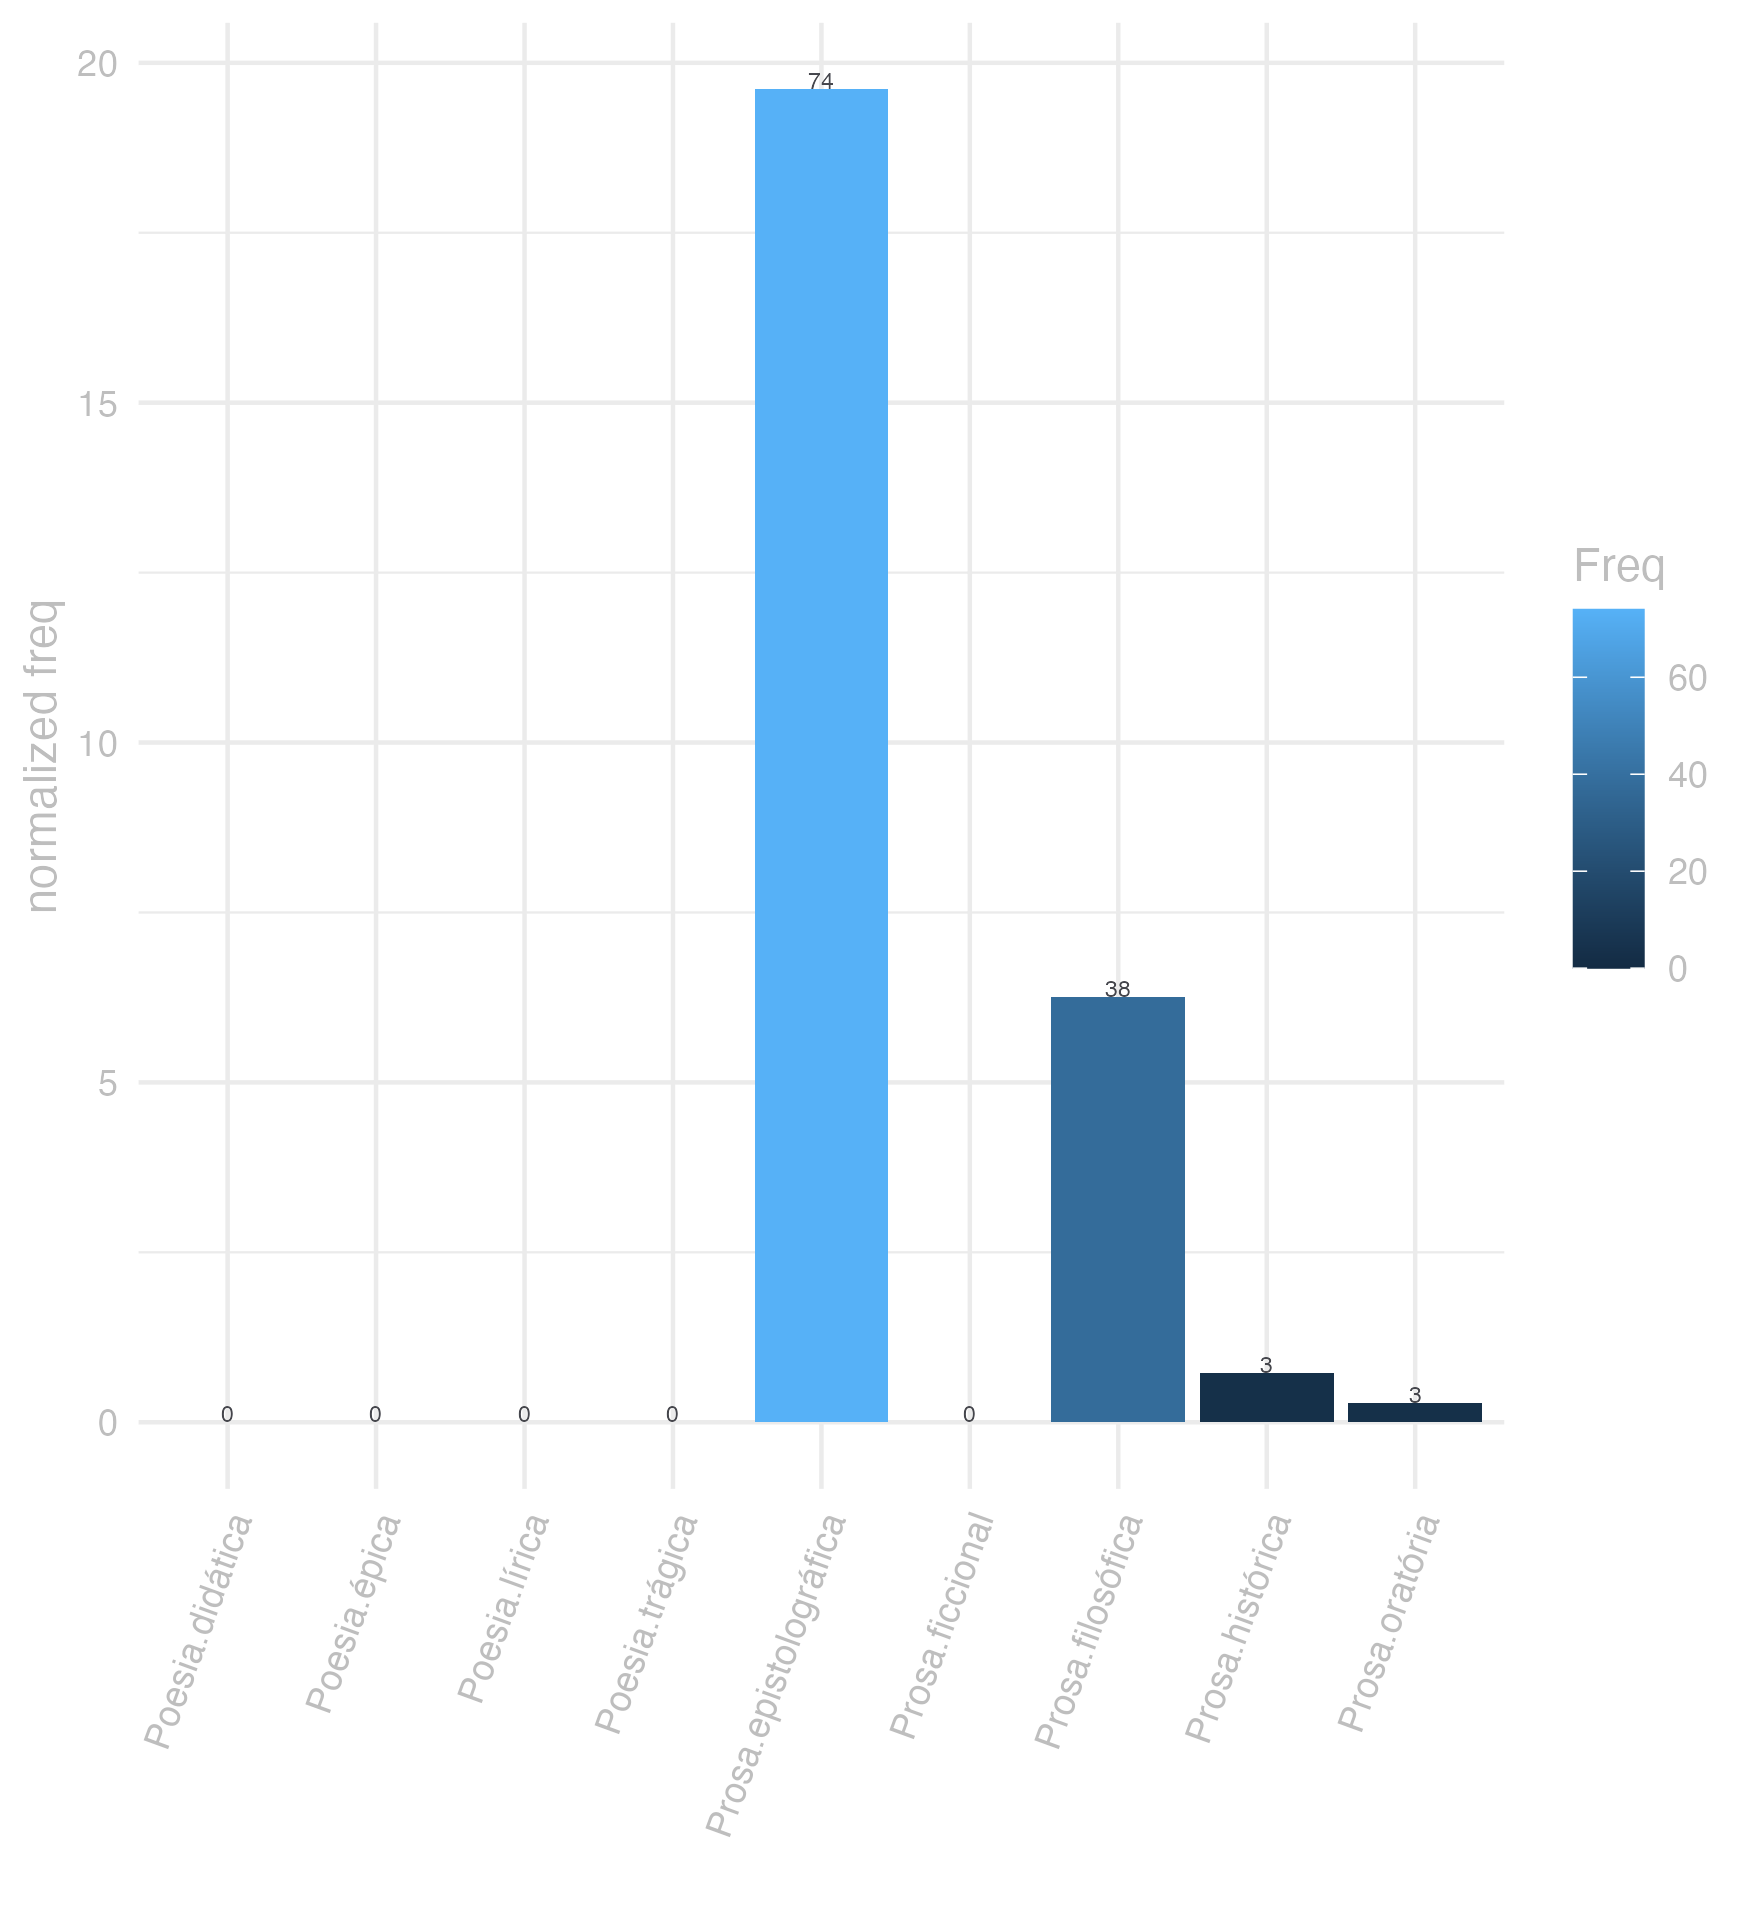 normalized freq
20
15
10
5
0
0
0
0
0
74
0
38
3
3
Poesia.didática
Poesia.épica
Poesia.lírica
Poesia.trágica
Prosa.epistolográfica
Prosa.ficcional
Prosa.filosófica
Prosa.histórica
Prosa.oratória
Freq
60
40
20
0